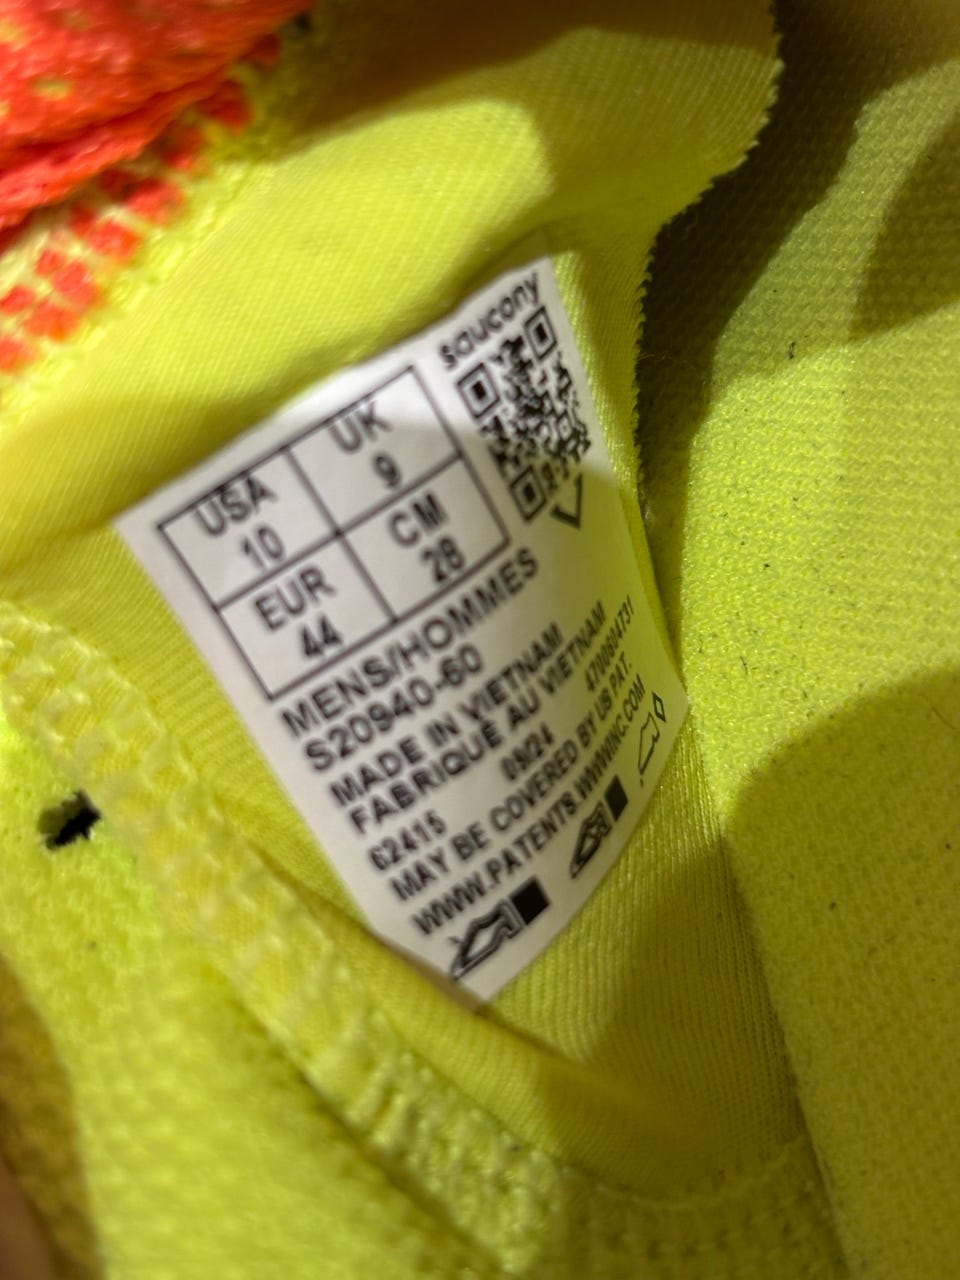 saucony
USA 10
UK 9
EUR 44
CM 28
MENS/HOMMES
S20940-60
MADE IN VIETNAM
FABRIQUÉ AU VIETNAM
62415 09/24 4700604731
MAY BE COVERED BY US PAT.
WWW.PATENTS.WWWINC.COM